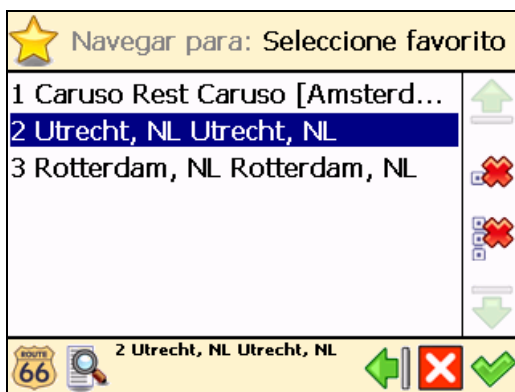 Navegar para: Seleccione favorito
1 Caruso Rest Caruso [Amsterd...
2 Utrecht, NL Utrecht, NL
3 Rotterdam, NL Rotterdam, NL
ROUTE
66
2 Utrecht, NL Utrecht, NL